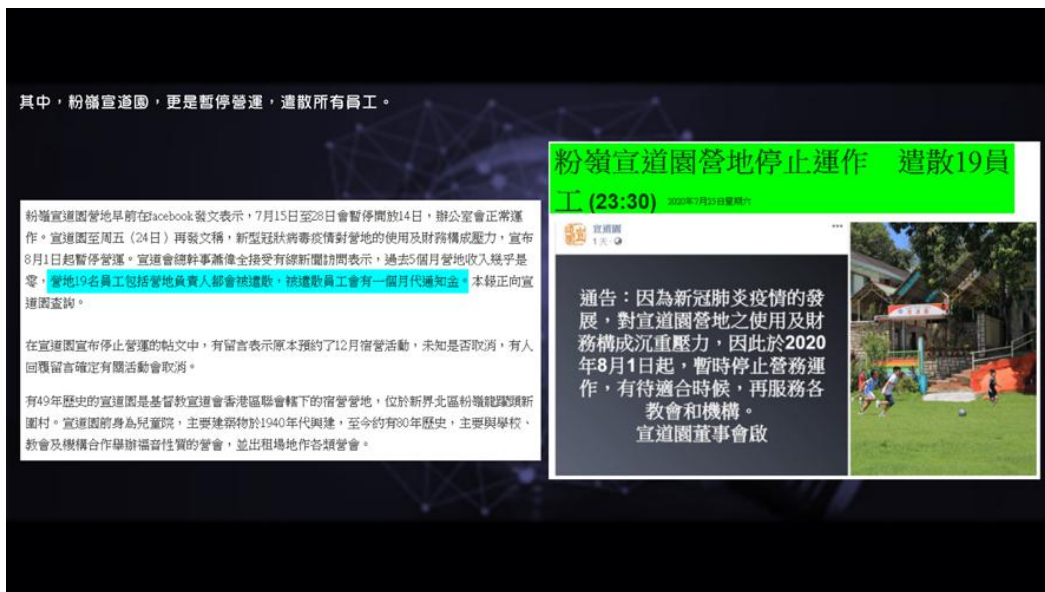 其中，粉嶺宣道園，更是暫停營運，遣散所有員工。
粉嶺宣道園營地早前在facebook發文表示，7月15日至28日會暫停開放14日，辦公室會正常運
作。宣道園至周五（24日）再發文稱，新型冠狀病毒疫情對營地的使用及財務構成壓力，宣布
8月1日起暫停營運。宣道會總幹事蕭偉全接受有線新聞訪問表示，過去5個月營地收入幾乎是
零，營地19名員工包括營地負責人都會被遣散，被遣散員工會有一個月代通知金。本報正向宣
道園查詢。
在宣道園宣布停止營運的帖文中，有留言表示原本預約了12月宿營活動，未知是否取消，有人
回覆留言確定有關活動會取消。
有49年歷史的宣道園是基督教宣道會香港區聯會轄下的宿營營地，位於新界北區粉嶺龍躍頭新
圍村。宣道園前身為兒童院，主要建築物於1940年代興建，至今約有80年歷史，主要與學校、
教會及機構合作舉辦福音性質的營會，並出租場地作各類營會。
粉嶺宣道園營地停止運作　遣散19員
工 (23:30) 2020年7月25日星期六
宣道園
1天
通告：因為新冠肺炎疫情的發
展，對宣道園營地之使用及財
務構成沉重壓力，因此於2020
年8月1日起，暫時停止營務運
作，有待適合時候，再服務各
教會和機構。
宣道園董事會啟